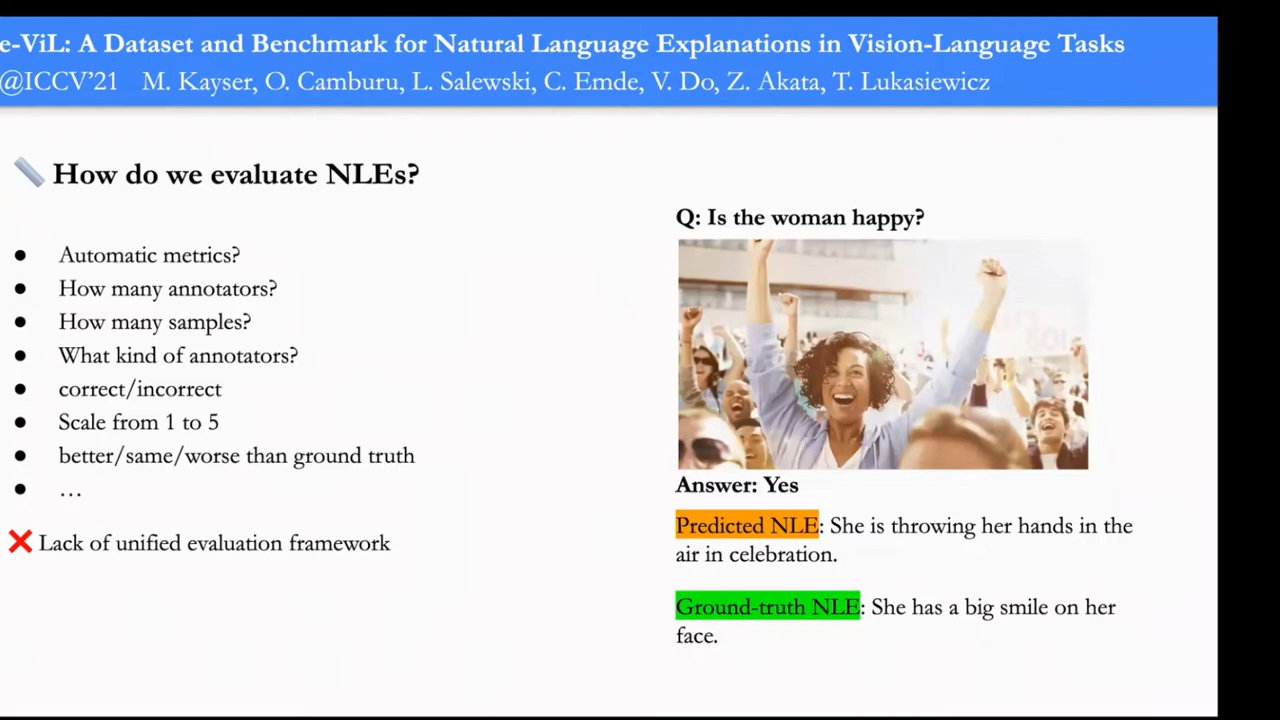 e-ViL: A Dataset and Benchmark for Natural Language Explanations in Vision-Language Tasks
@ICCV'21 M. Kayser, O. Camburu, L. Salewski, C. Emde, V. Do, Z. Akata, T. Lukasiewicz
How do we evaluate NLEs?
● Automatic metrics?
● How many annotators?
● How many samples?
● What kind of annotators?
● correct/incorrect
● Scale from 1 to 5
● better/same/worse than ground truth
● …
❌ Lack of unified evaluation framework
Q: Is the woman happy?
Answer: Yes
Predicted NLE: She is throwing her hands in the
air in celebration.
Ground-truth NLE: She has a big smile on her
face.